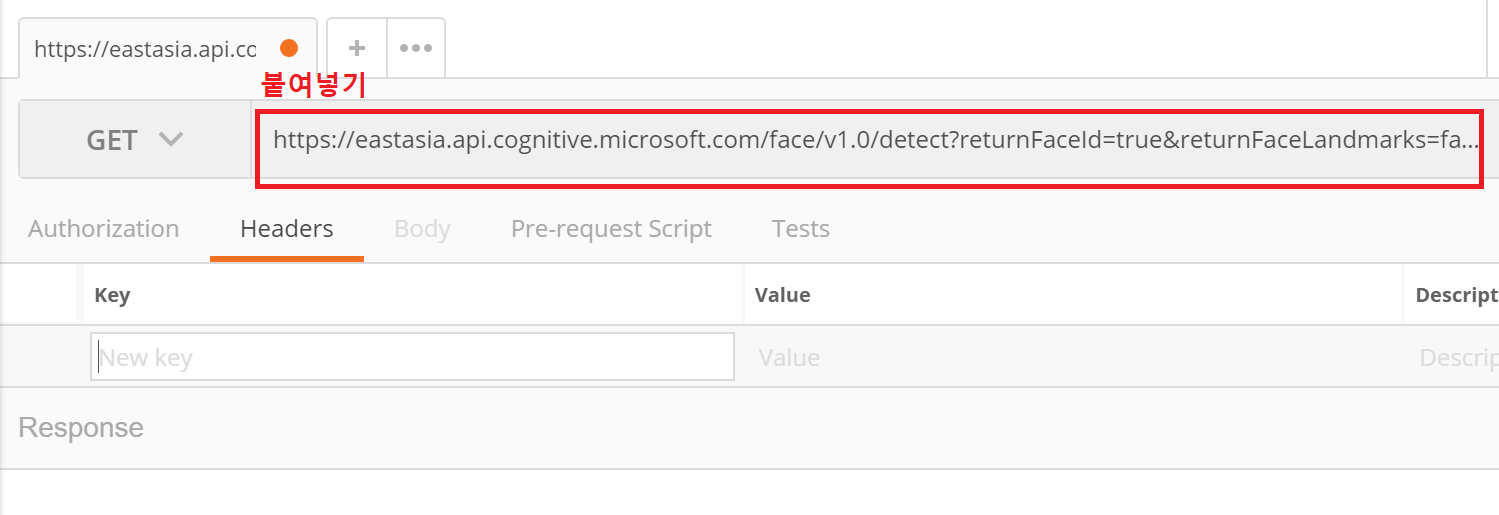 https://eastasia.api.co
붙여넣기
GET https://eastasia.api.cognitive.microsoft.com/face/v1.0/detect?returnFaceId=true&returnFaceLandmarks=fa...
Authorization Headers Body Pre-request Script Tests
Key Value Descript
New key Value Descrip
Response